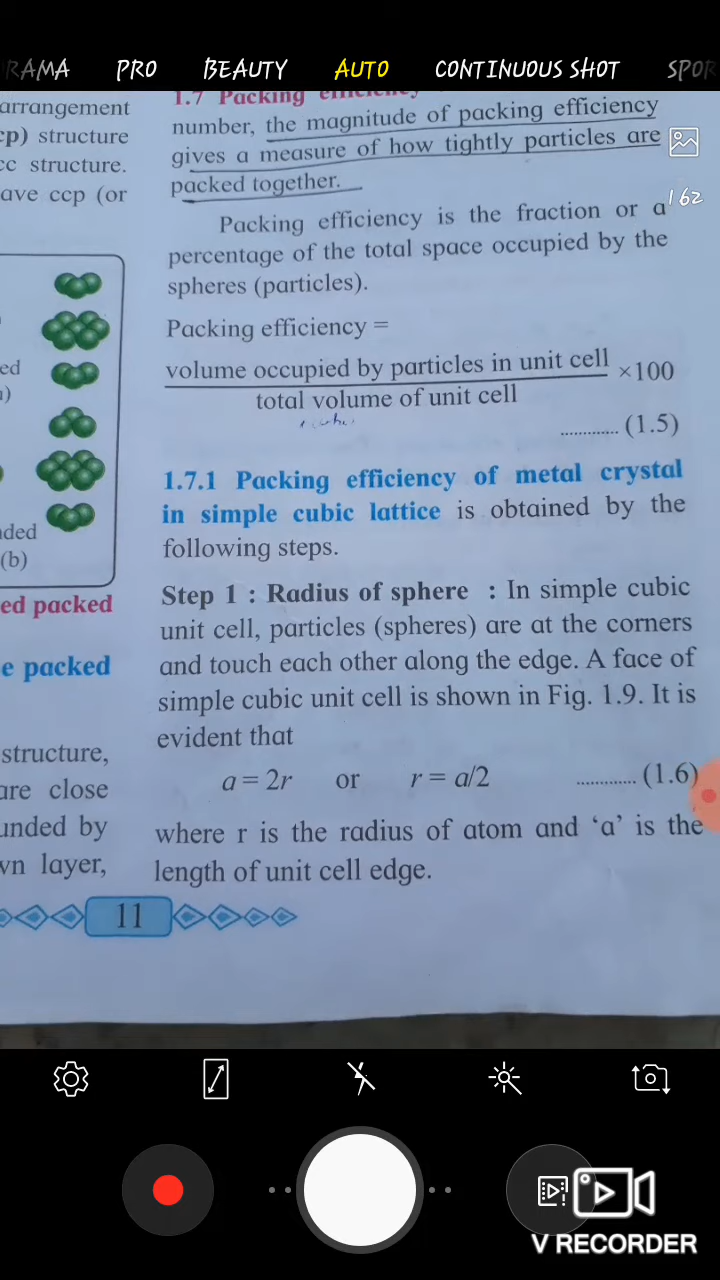 RAMA PRO BEAUTY AUTO CONTINUOUS SHOT SPOR
162
arrangement
cp) structure
cc structure.
ave ccp (or
ed
)
ded
(b)
ed packed
e packed
structure,
are close
unded by
wn layer,
1.7 Packing efficiency
number, the magnitude of packing efficiency
gives a measure of how tightly particles are
packed together.
Packing efficiency is the fraction or a
percentage of the total space occupied by the
spheres (particles).
Packing efficiency =
volume occupied by particles in unit cell ×100
total volume of unit cell
............. (1.5)
1.7.1 Packing efficiency of metal crystal
in simple cubic lattice is obtained by the
following steps.
Step 1 : Radius of sphere : In simple cubic
unit cell, particles (spheres) are at the corners
and touch each other along the edge. A face of
simple cubic unit cell is shown in Fig. 1.9. It is
evident that
a = 2r or r = a/2 ............. (1.6)
where r is the radius of atom and ‘a’ is the
length of unit cell edge.
11
V RECORDER